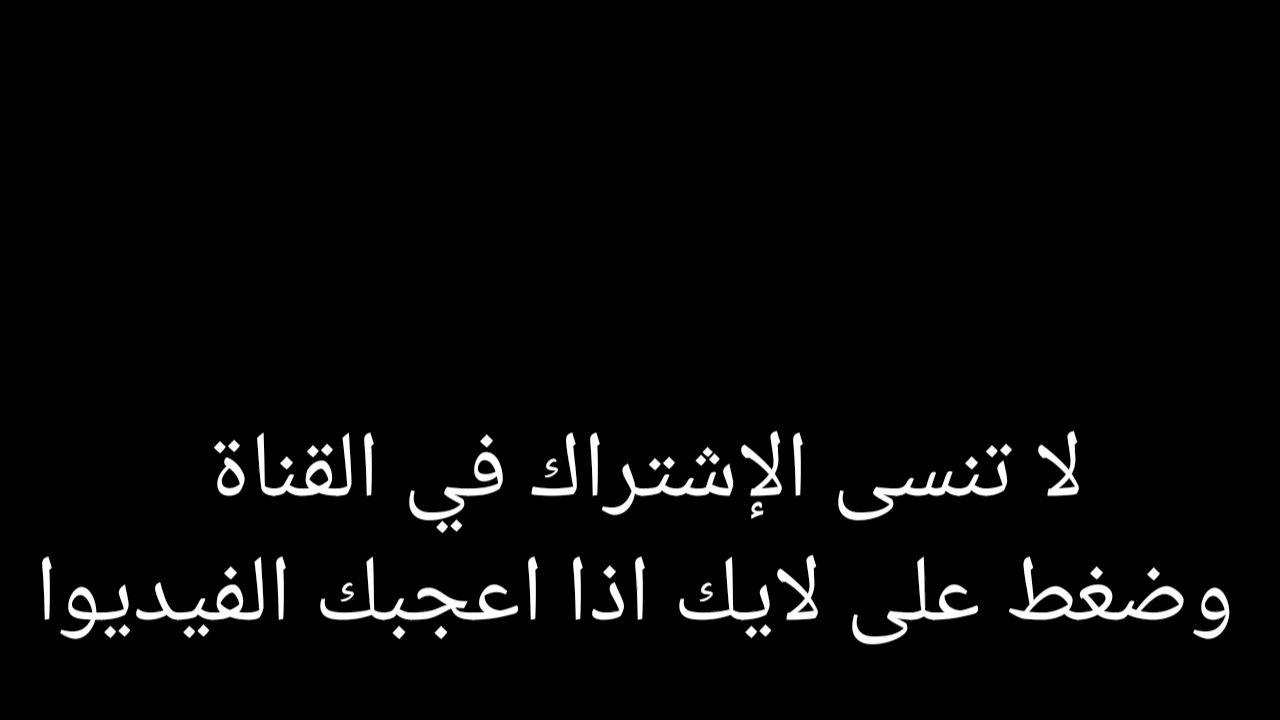 لا تنسى الإشتراك في القناة
وضغط على لايك اذا اعجبك الفيديوا